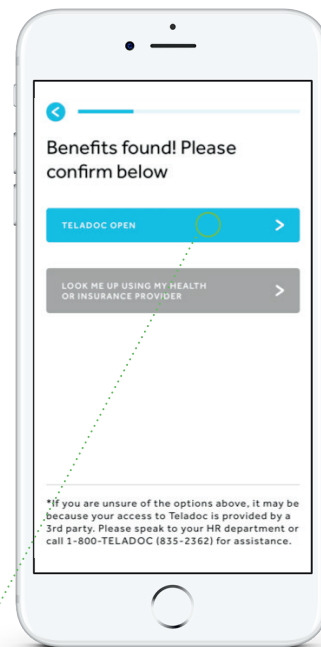 Benefits found! Please
confirm below
TELADOC OPEN
LOOK ME UP USING MY HEALTH
OR INSURANCE PROVIDER
*If you are unsure of the options above, it may be
because your access to Teladoc is provided by a
3rd party. Please speak to your HR department or
call 1-800-TELADOC (835-2362) for assistance.